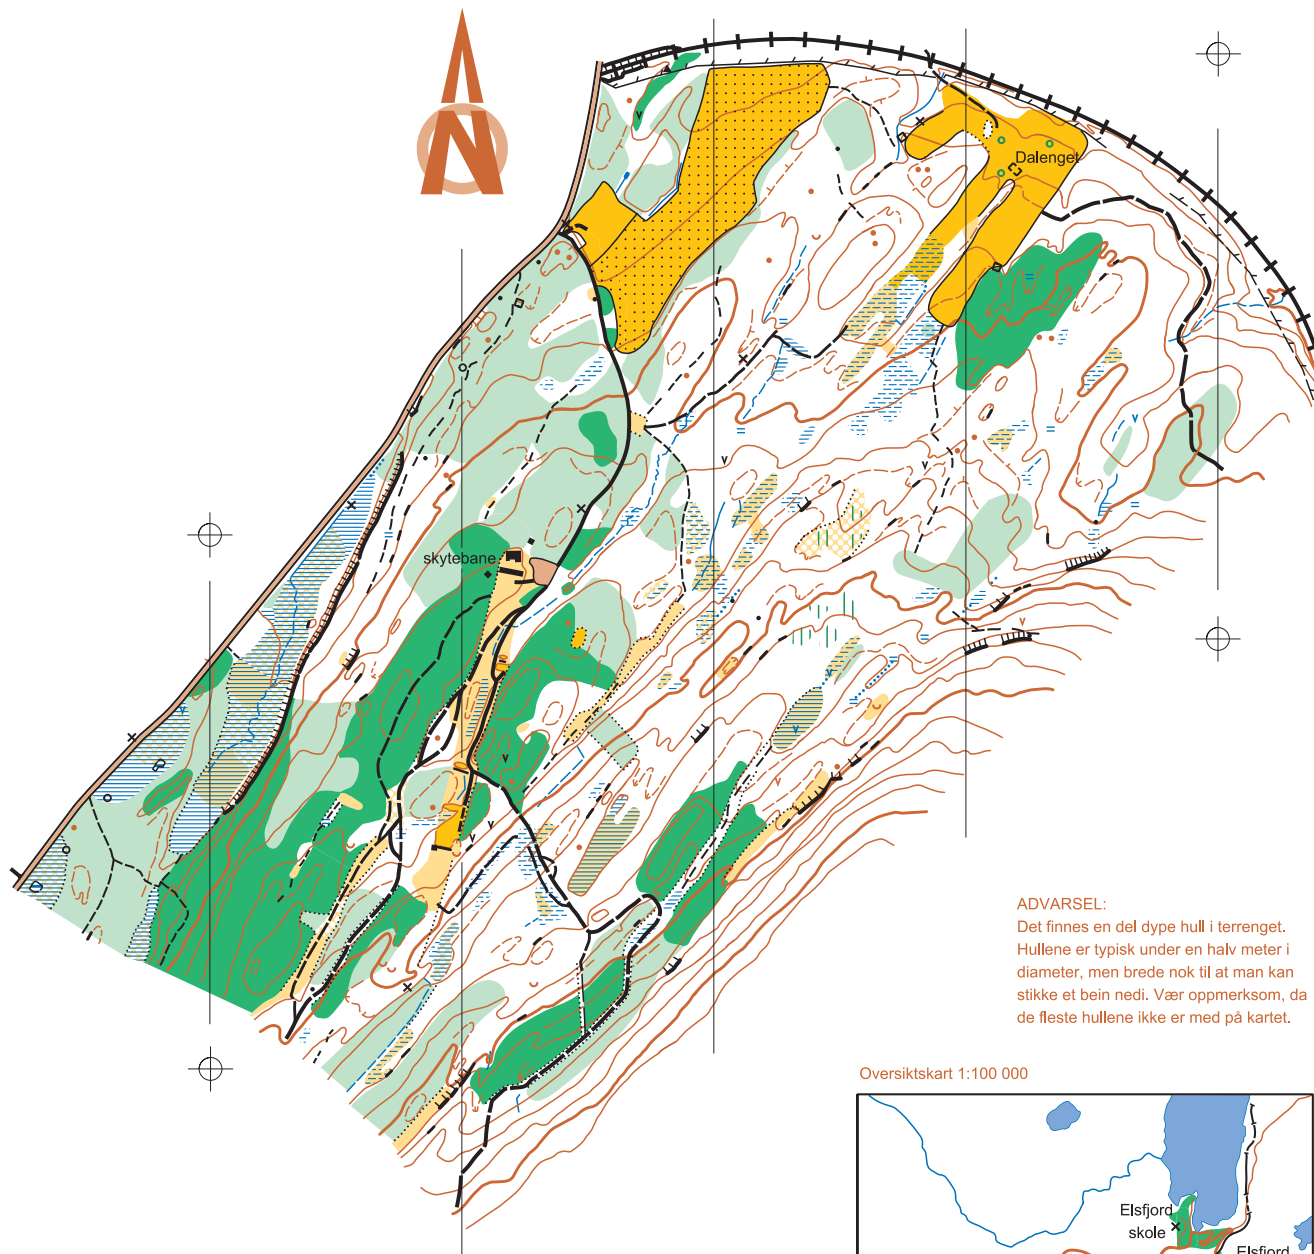 N
Dalenget
skytebane
ADVARSEL:
Det finnes en del dype hull i terrenget.
Hullene er typisk under en halv meter i
diameter, men brede nok til at man kan
stikke et bein nedi. Vær oppmerksom, da
de fleste hullene ikke er med på kartet.
Oversiktskart 1:100 000
Elsfjord
skole
Elsfjord